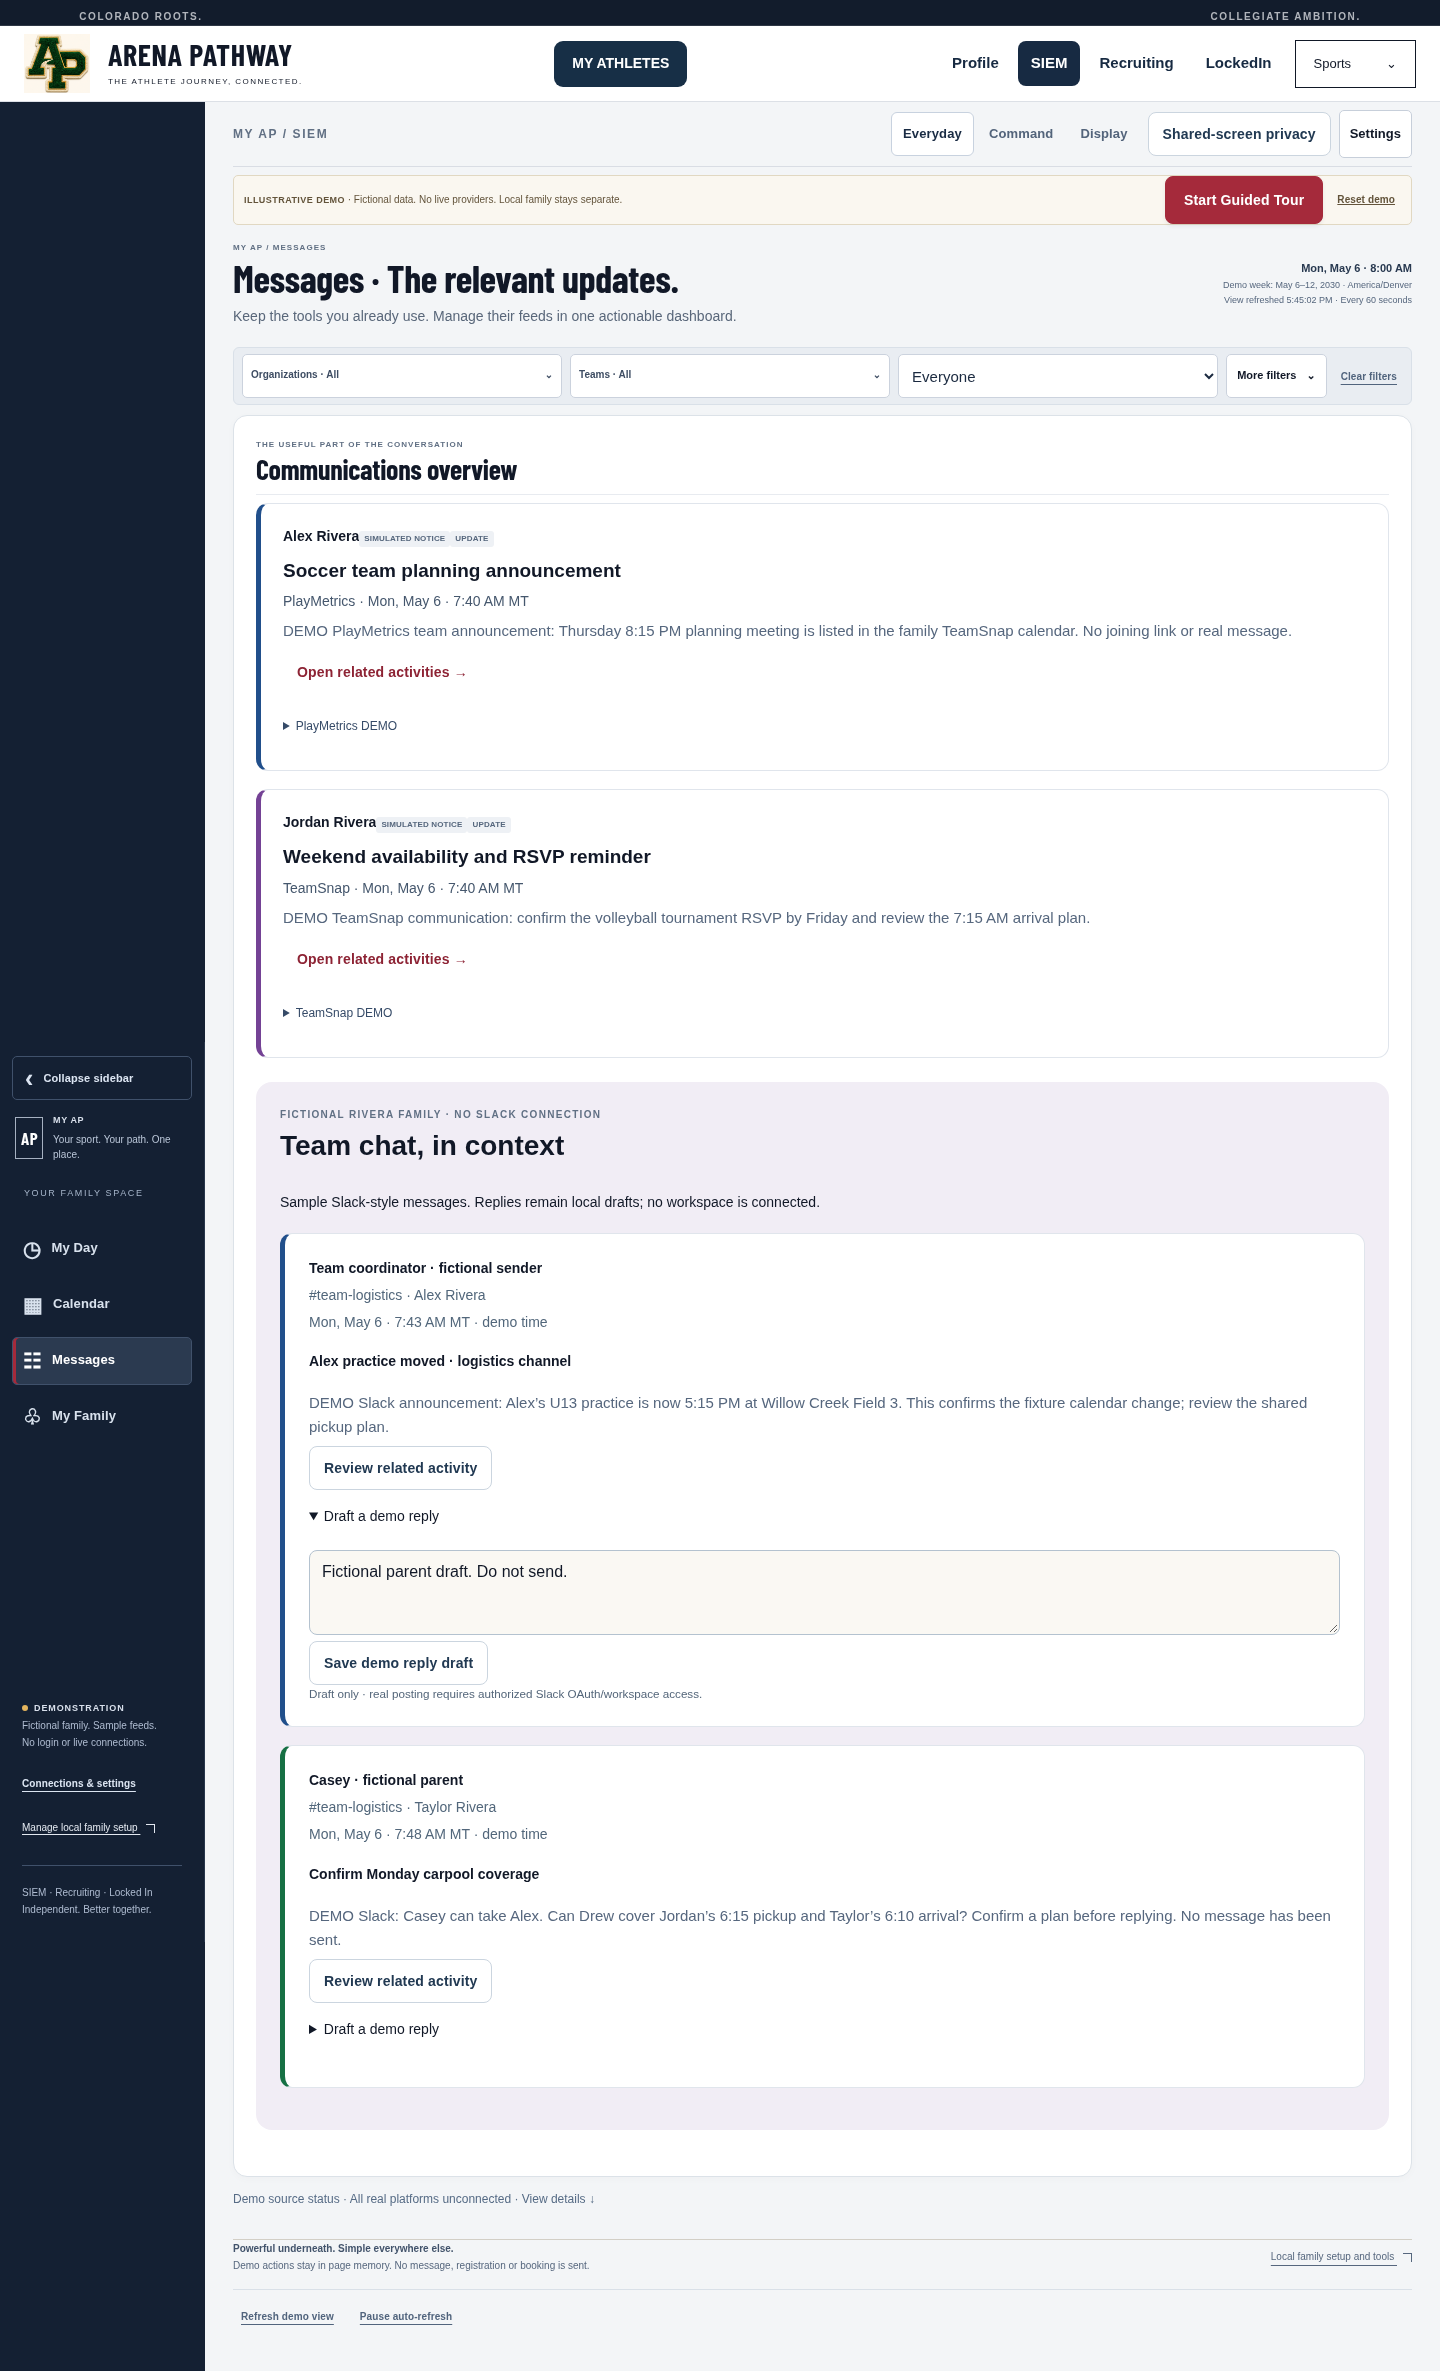 COLORADO ROOTS.
COLLEGIATE AMBITION.
AP
ARENA PATHWAY
THE ATHLETE JOURNEY, CONNECTED.
MY ATHLETES
Profile
SIEM
Recruiting
LockedIn
Sports
MY AP / SIEM
Everyday
Command
Display
Shared-screen privacy
Settings
ILLUSTRATIVE DEMO · Fictional data. No live providers. Local family stays separate.
Start Guided Tour
Reset demo
MY AP / MESSAGES
Messages · The relevant updates.
Keep the tools you already use. Manage their feeds in one actionable dashboard.
Mon, May 6 · 8:00 AM
Demo week: May 6–12, 2030 · America/Denver
View refreshed 5:45:02 PM · Every 60 seconds
Organizations · All
Teams · All
Everyone
More filters
Clear filters
THE USEFUL PART OF THE CONVERSATION
Communications overview
Alex Rivera SIMULATED NOTICE UPDATE
Soccer team planning announcement
PlayMetrics · Mon, May 6 · 7:40 AM MT
DEMO PlayMetrics team announcement: Thursday 8:15 PM planning meeting is listed in the family TeamSnap calendar. No joining link or real message.
Open related activities →
▶ PlayMetrics DEMO
Jordan Rivera SIMULATED NOTICE UPDATE
Weekend availability and RSVP reminder
TeamSnap · Mon, May 6 · 7:40 AM MT
DEMO TeamSnap communication: confirm the volleyball tournament RSVP by Friday and review the 7:15 AM arrival plan.
Open related activities →
▶ TeamSnap DEMO
‹ Collapse sidebar
AP
MY AP
Your sport. Your path. One
place.
YOUR FAMILY SPACE
My Day
Calendar
Messages
My Family
DEMONSTRATION
Fictional family. Sample feeds.
No login or live connections.
Connections & settings
Manage local family setup
SIEM · Recruiting · Locked In
Independent. Better together.
FICTIONAL RIVERA FAMILY · NO SLACK CONNECTION
Team chat, in context
Sample Slack-style messages. Replies remain local drafts; no workspace is connected.
Team coordinator · fictional sender
#team-logistics · Alex Rivera
Mon, May 6 · 7:43 AM MT · demo time
Alex practice moved · logistics channel
DEMO Slack announcement: Alex’s U13 practice is now 5:15 PM at Willow Creek Field 3. This confirms the fixture calendar change; review the shared
pickup plan.
Review related activity
▼ Draft a demo reply
Fictional parent draft. Do not send.
Save demo reply draft
Draft only · real posting requires authorized Slack OAuth/workspace access.
Casey · fictional parent
#team-logistics · Taylor Rivera
Mon, May 6 · 7:48 AM MT · demo time
Confirm Monday carpool coverage
DEMO Slack: Casey can take Alex. Can Drew cover Jordan’s 6:15 pickup and Taylor’s 6:10 arrival? Confirm a plan before replying. No message has been
sent.
Review related activity
▶ Draft a demo reply
Demo source status · All real platforms unconnected · View details ↓
Powerful underneath. Simple everywhere else.
Demo actions stay in page memory. No message, registration or booking is sent.
Local family setup and tools
Refresh demo view
Pause auto-refresh